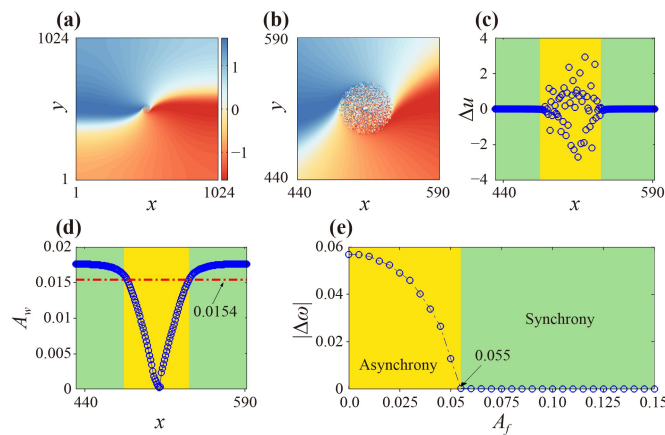 (a)
1024
y
1
1
x
1024
1
0
−1
(b)
590
y
440
440
x
590
(c)
4
2
0
−2
−4
Δu
440
x
590
(d)
0.02
0.015
0.01
0.005
0
A_w
0.0154
440
x
590
(e)
0.06
0.04
0.02
0
|Δω|
Asynchrony
Synchrony
0.055
0.0
0.025
0.05
0.075
0.100
0.125
0.15
A_f